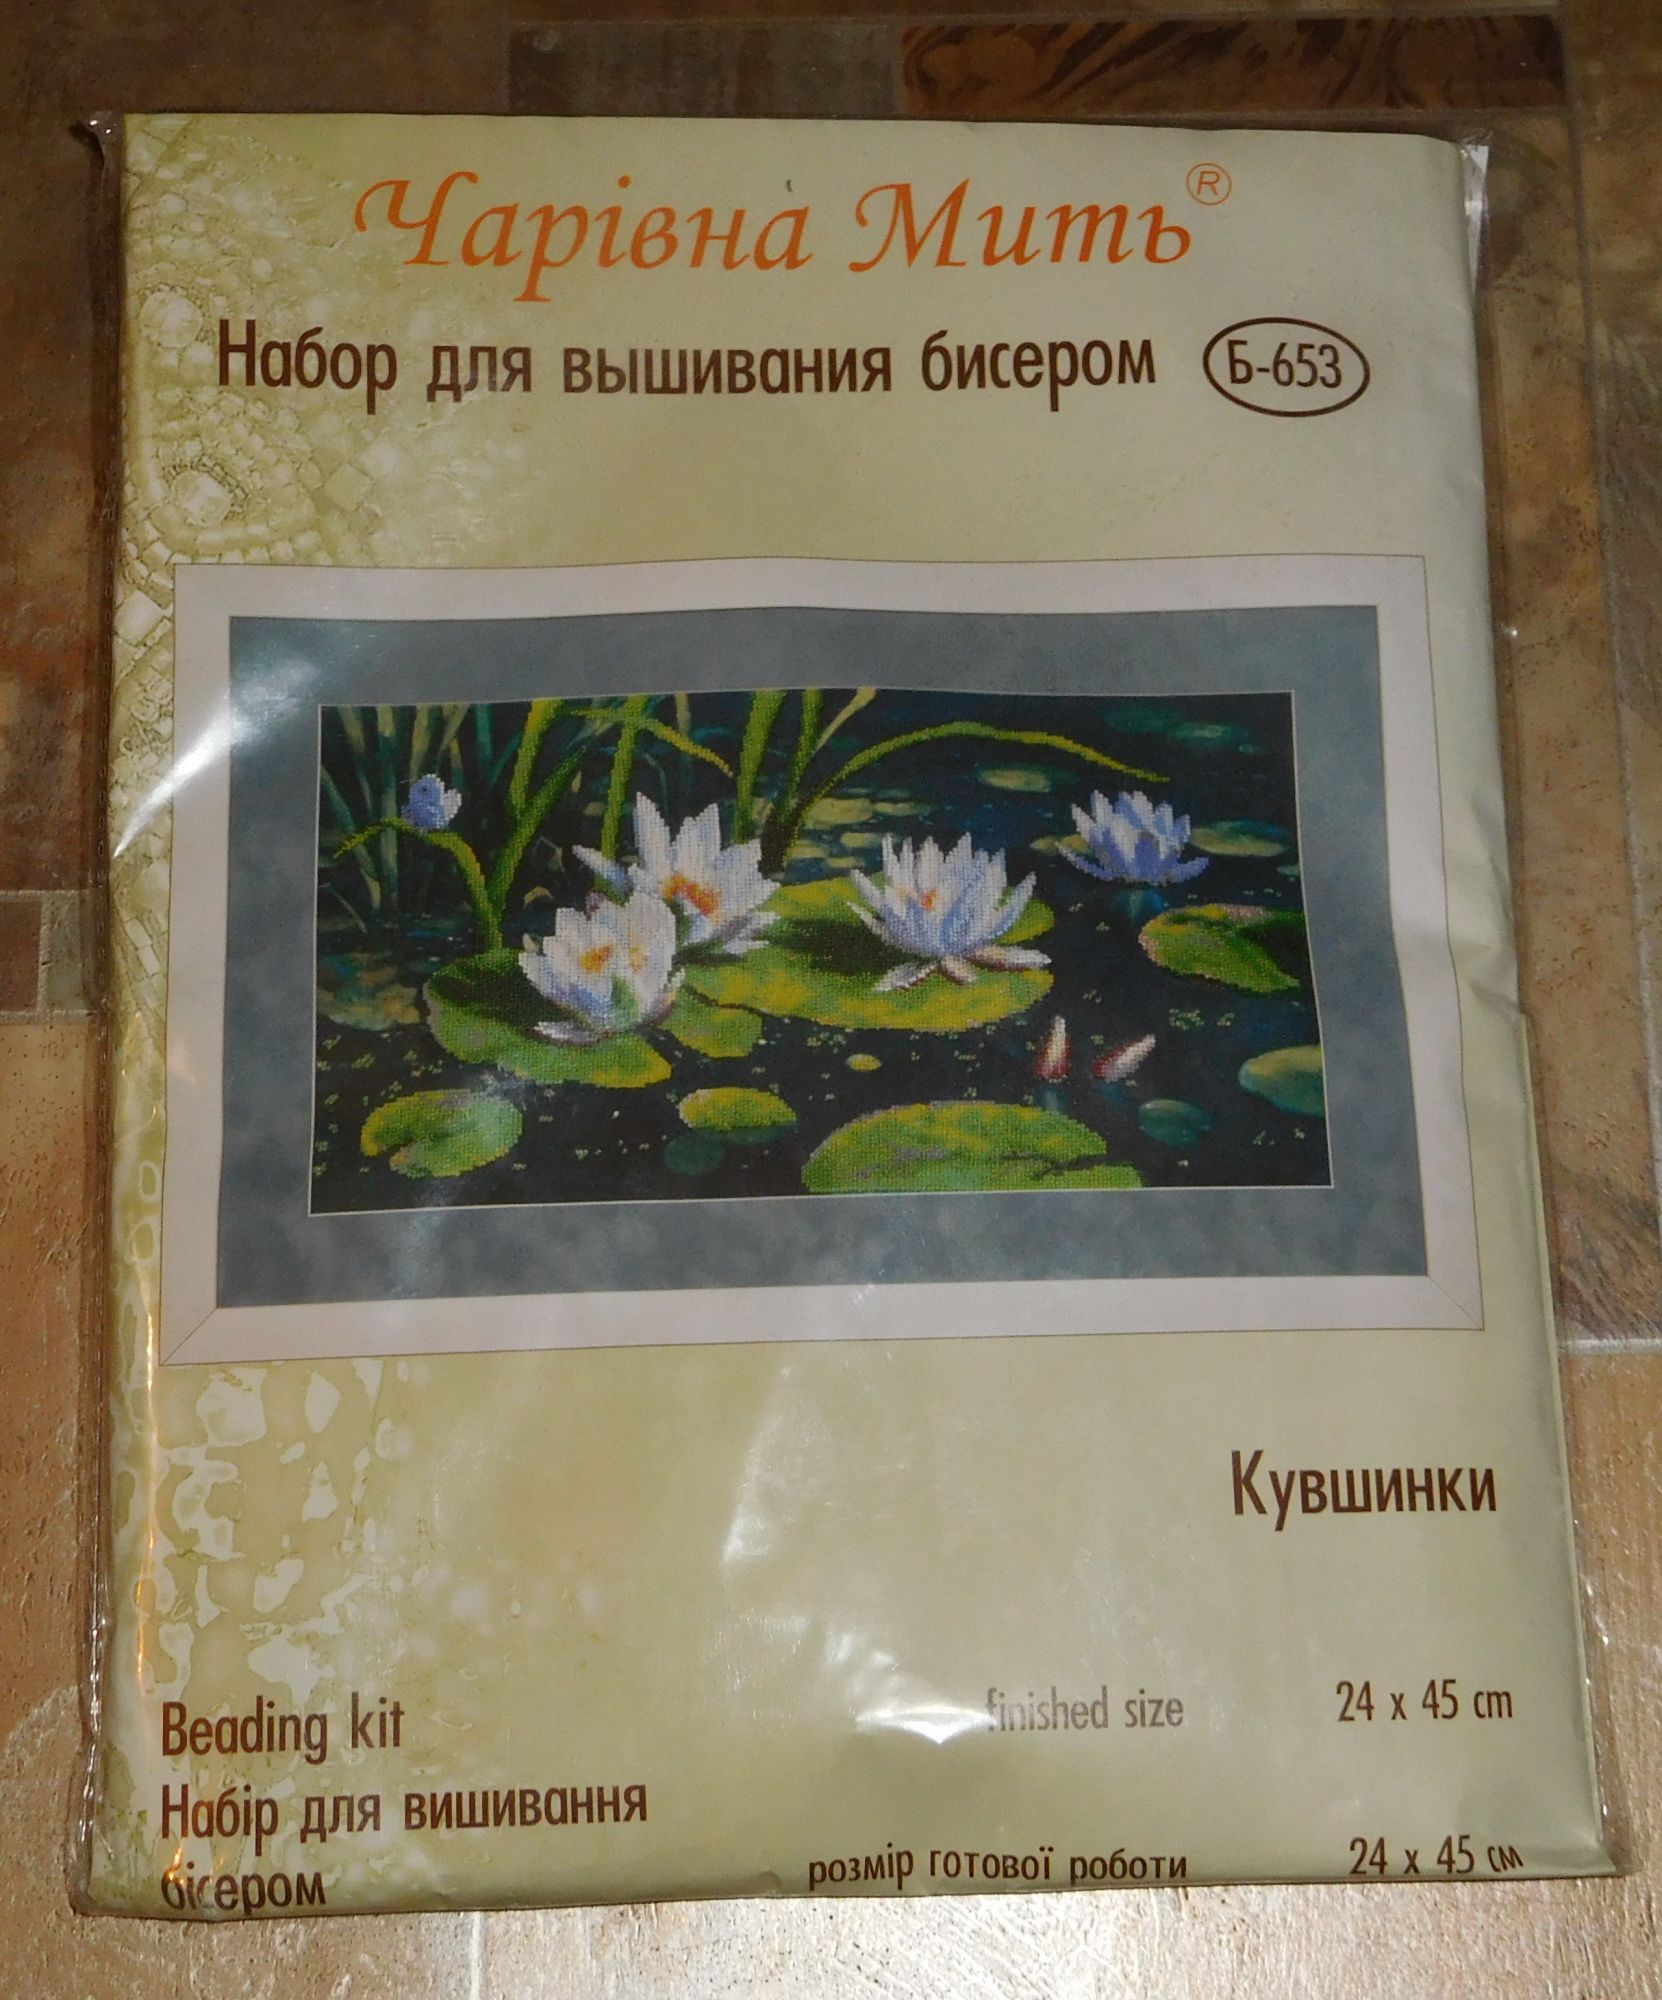 Чарівна Мить®
Набор для вышивания бисером Б-653
Кувшинки
Beading kit finished size 24 x 45 cm
Набір для вишивання
бісером розмір готової роботи 24 x 45 см